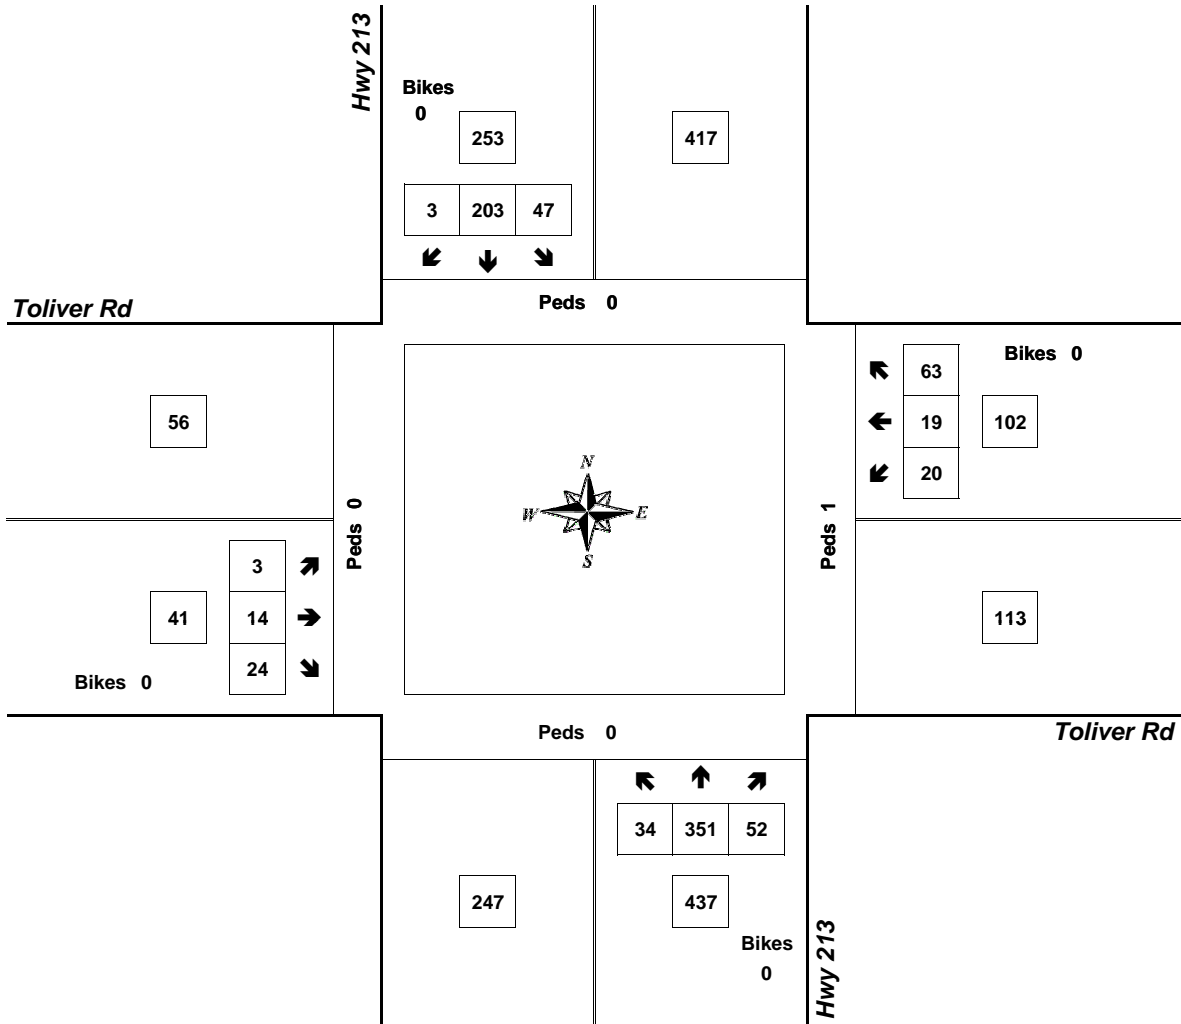 Hwy 213
Bikes
0
253
417
3 203 47
Peds 0
Toliver Rd
Bikes 0
63
56
19 102
20
N
W E
S
Peds 0
Peds 1
3
41 14
24
Bikes 0
113
Peds 0
Toliver Rd
34 351 52
247
437
Bikes
0
Hwy 213